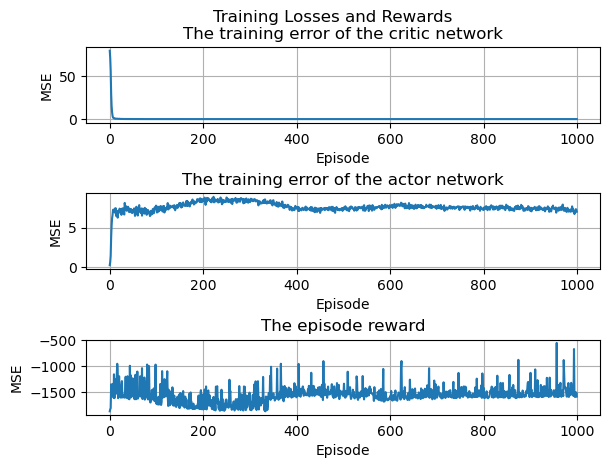 Training Losses and Rewards
The training error of the critic network
MSE
50
0
0 200 400 600 800 1000
Episode
The training error of the actor network
MSE
5
0
0 200 400 600 800 1000
Episode
The episode reward
MSE
−500
−1000
−1500
0 200 400 600 800 1000
Episode